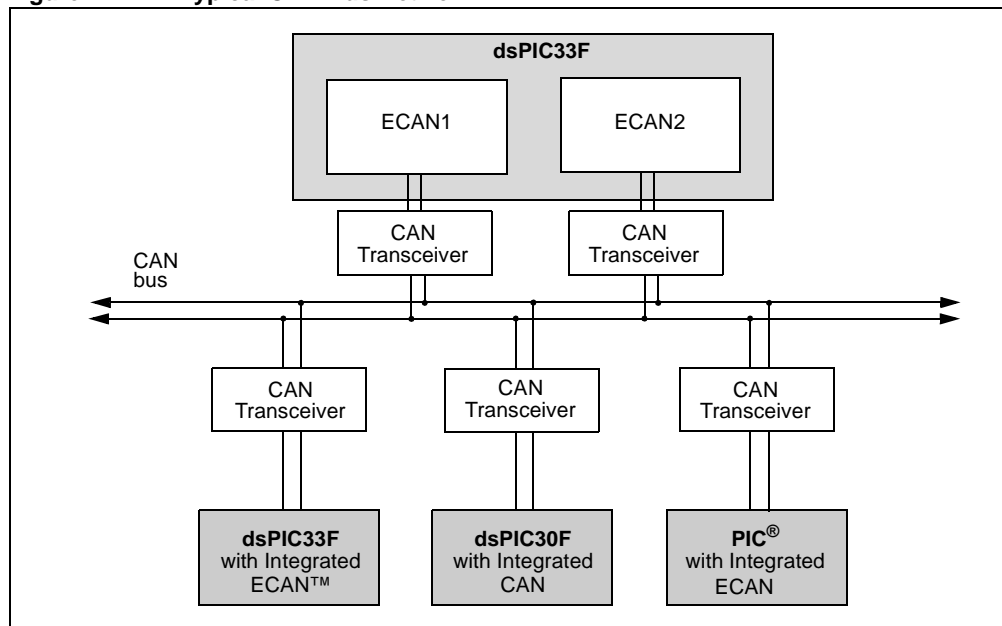 dsPIC33F
ECAN1
ECAN2
CAN
Transceiver
CAN
Transceiver
CAN
bus
CAN
Transceiver
CAN
Transceiver
CAN
Transceiver
dsPIC33F
with Integrated
ECAN™
dsPIC30F
with Integrated
CAN
PIC®
with Integrated
ECAN